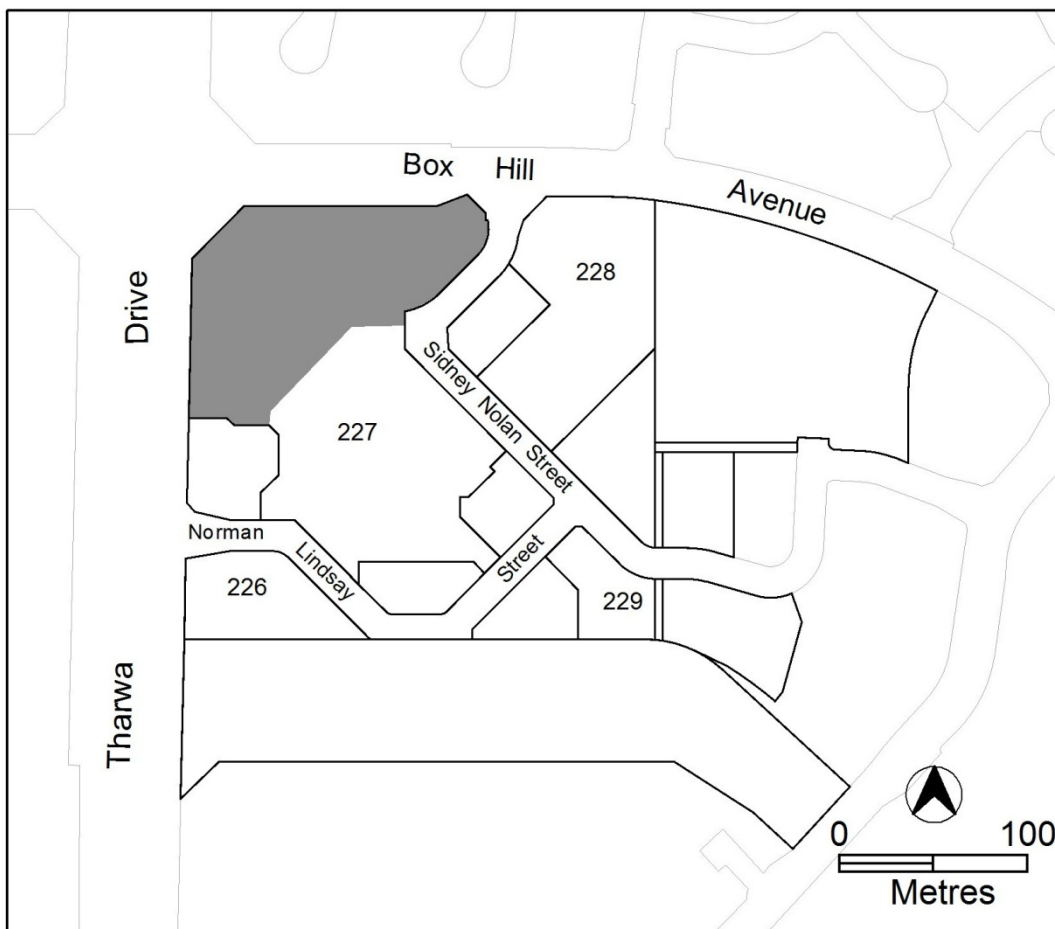 Box Hill Avenue
228
Drive
Sidney Nolan Street
227
Norman Lindsay Street
226
229
Tharwa
0 100
Metres